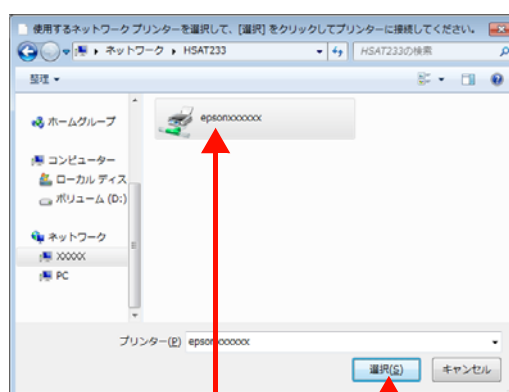 使用するネットワーク プリンターを選択して、[選択] をクリックしてプリンターに接続してください。
ネットワーク HSAT233 HSAT233の検索
整理
ホームグループ
epsonxxxxxx
コンピューター
ローカル ディス
ボリューム (D:)
ネットワーク
XXXXX
PC
プリンター(P) epsonxxxxxx
選択(S) キャンセル